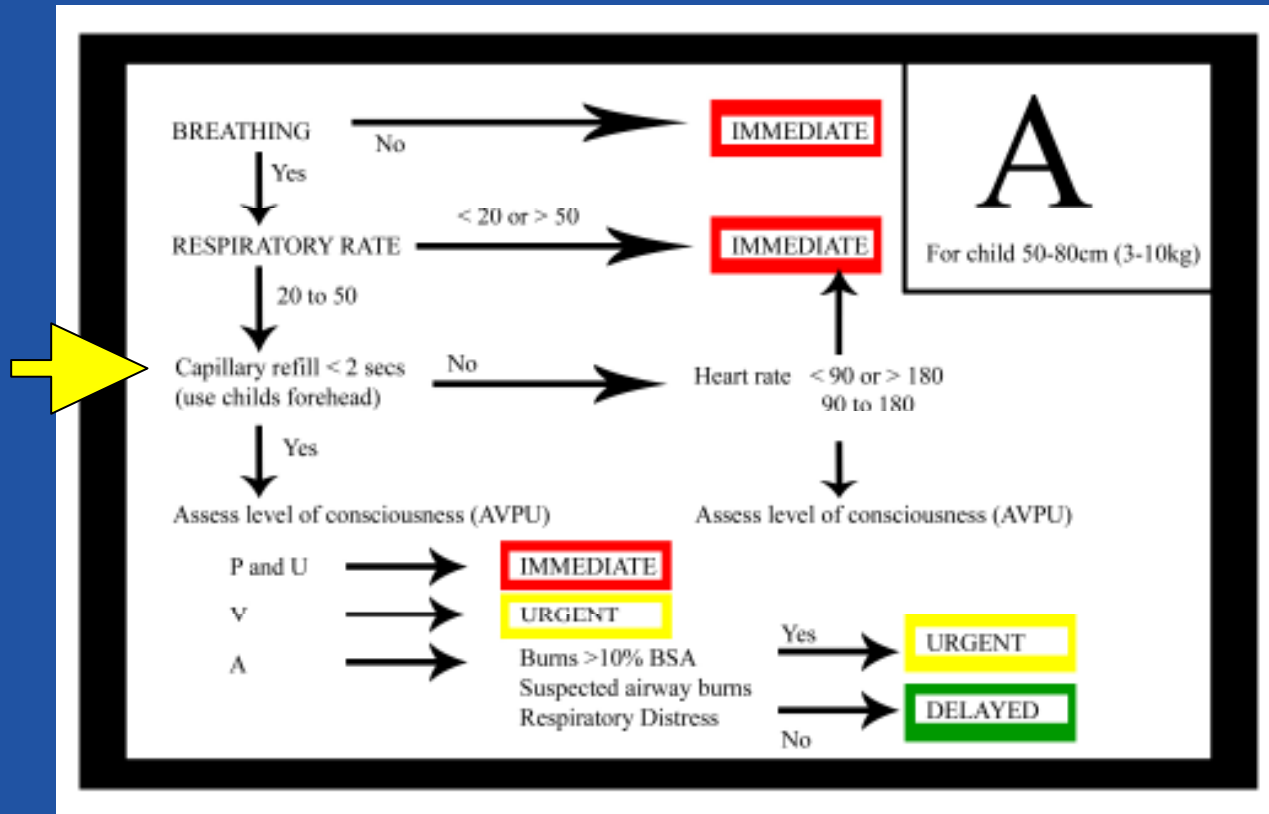 BREATHING
No
IMMEDIATE
A
Yes
RESPIRATORY RATE
< 20 or > 50
IMMEDIATE
For child 50-80cm (3-10kg)
20 to 50
Capillary refill < 2 secs
(use childs forehead)
No
Heart rate < 90 or > 180
90 to 180
Yes
Assess level of consciousness (AVPU)
Assess level of consciousness (AVPU)
P and U
IMMEDIATE
V
URGENT
A
Burns >10% BSA
Suspected airway burns
Respiratory Distress
Yes
URGENT
No
DELAYED